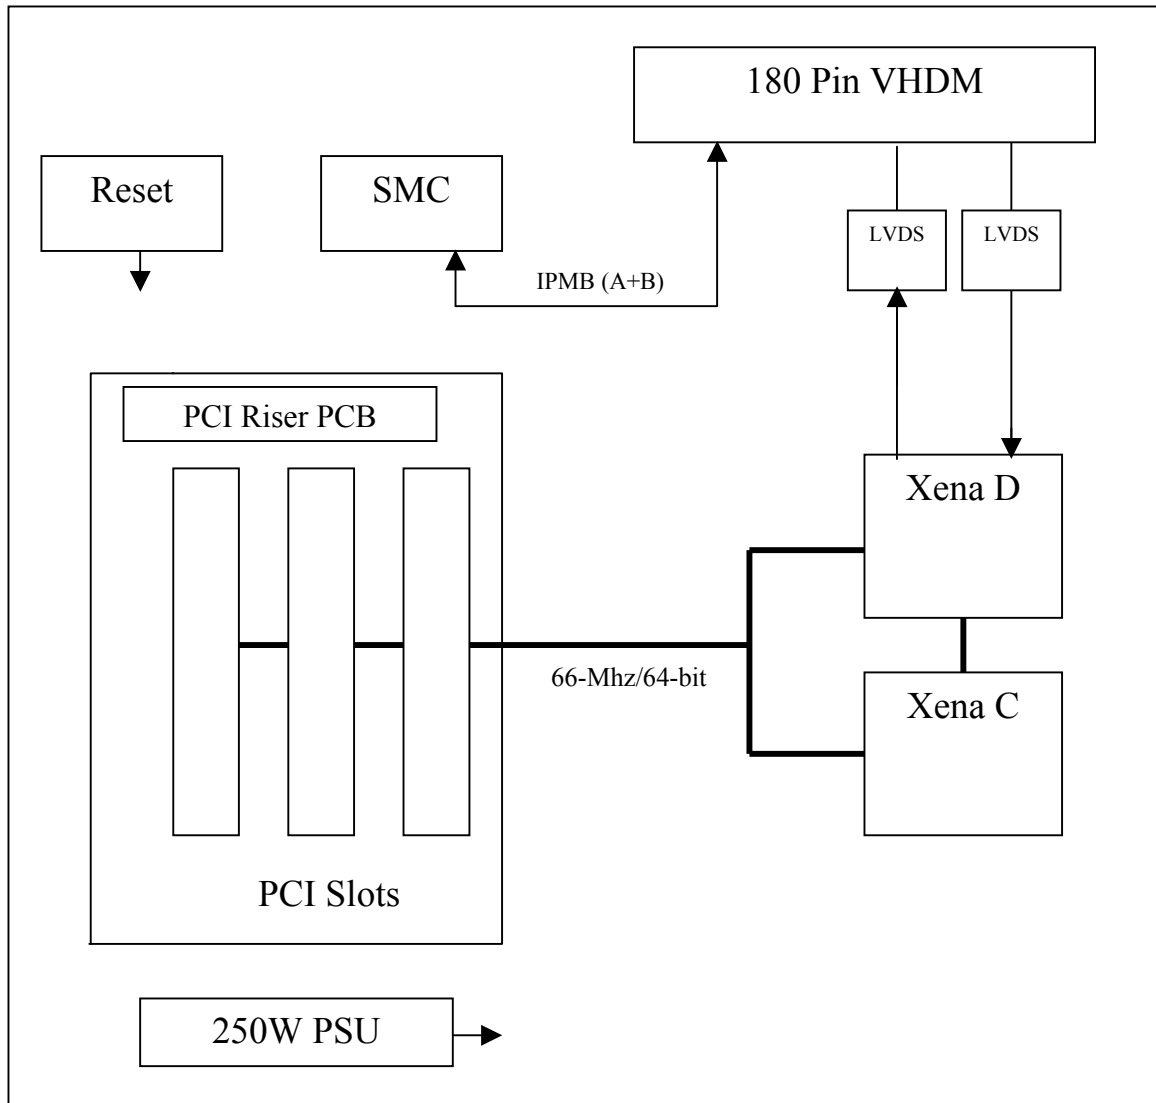 180 Pin VHDM
Reset
SMC
LVDS
LVDS
IPMB (A+B)
PCI Riser PCB
Xena D
66-Mhz/64-bit
Xena C
PCI Slots
250W PSU